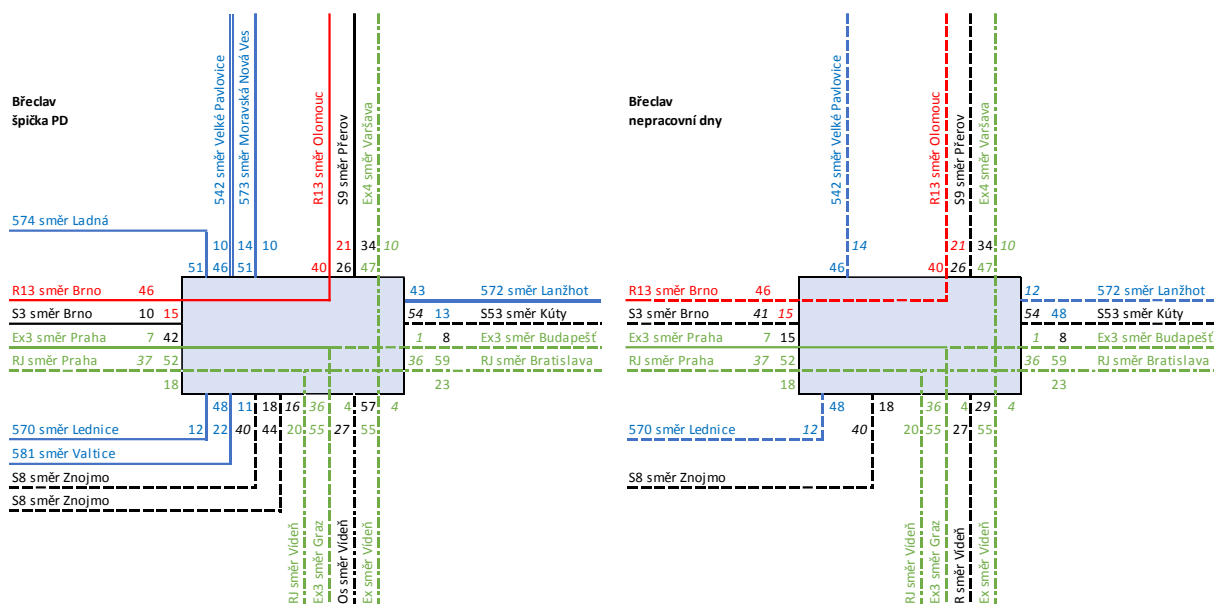 Břeclav
špička PD
542 směr Velké Pavlovice
573 směr Moravská Nová Ves
R13 směr Olomouc
S9 směr Přerov
Ex4 směr Varšava
574 směr Ladná
10 14 10 21 34 10
51 46 51 40 26 47
R13 směr Brno 46
43 572 směr Lanžhot
S3 směr Brno 10 15
54 13 S53 směr Kúty
Ex3 směr Praha 7 42
1 8 Ex3 směr Budapešť
RJ směr Praha 37 52
36 59 RJ směr Bratislava
18
23
48 11 18 16 36 4 57 4
570 směr Lednice 12 22 40 44 20 55 27 55
581 směr Valtice
S8 směr Znojmo
S8 směr Znojmo
RJ směr Vídeň
Ex3 směr Graz
Os směr Vídeň
Ex směr Vídeň
Břeclav
nepracovní dny
542 směr Velké Pavlovice
R13 směr Olomouc
S9 směr Přerov
Ex4 směr Varšava
14 21 34 10
46 40 26 47
R13 směr Brno 46
12 572 směr Lanžhot
S3 směr Brno 41 15
54 48 S53 směr Kúty
Ex3 směr Praha 7 15
1 8 Ex3 směr Budapešť
RJ směr Praha 37 52
36 59 RJ směr Bratislava
18
23
48 18 36 4 29 4
570 směr Lednice 12 40 20 55 27 55
S8 směr Znojmo
RJ směr Vídeň
Ex3 směr Graz
R směr Vídeň
Ex směr Vídeň